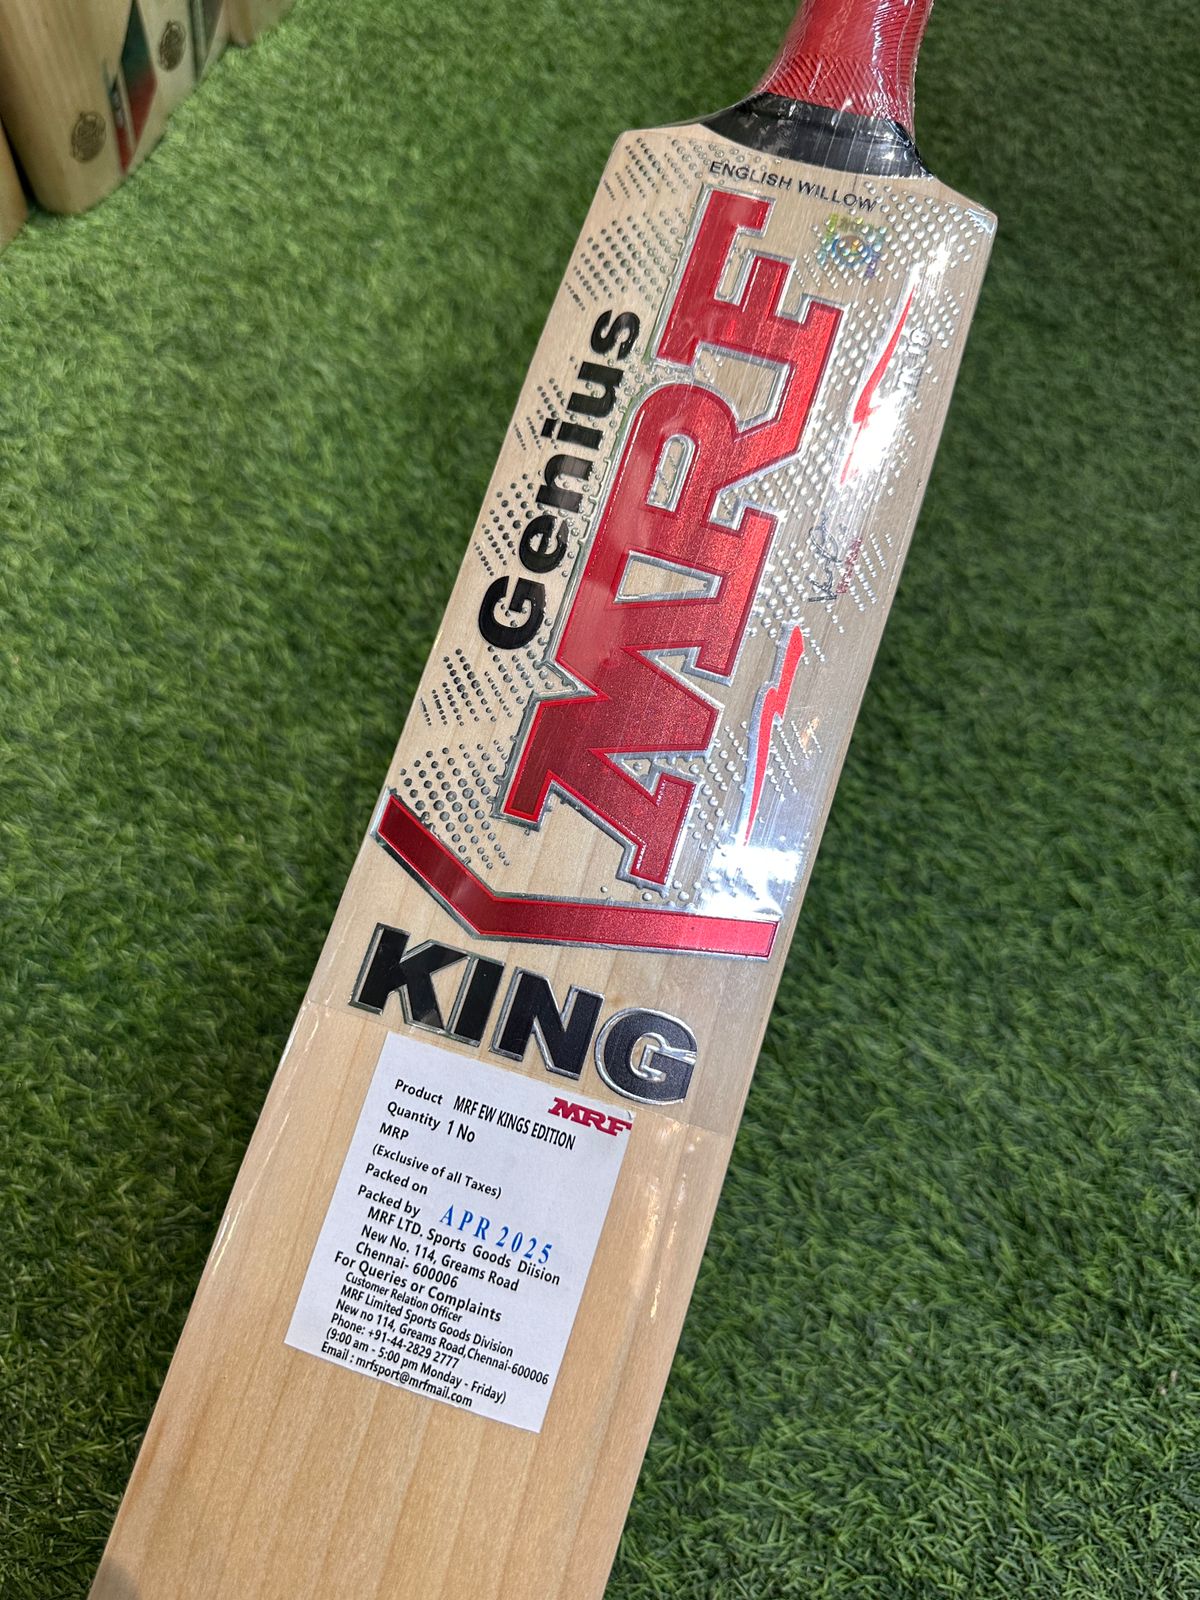 ENGLISH WILLOW
MRF
Genius
KING
MRF
Product MRF EW KINGS EDITION
Quantity 1 No
MRP
(Exclusive of all Taxes)
Packed on
APR 2025
Packed by
MRF LTD. Sports Goods Diision
New No. 114, Greams Road
Chennai- 600006
For Queries or Complaints
Customer Relation Officer
MRF Limited Sports Goods Division
New no 114, Greams Road,Chennai-600006
Phone: +91-44-2829 2777
(9:00 am - 5:00 pm Monday - Friday)
Email : mrfsport@mrfmail.com